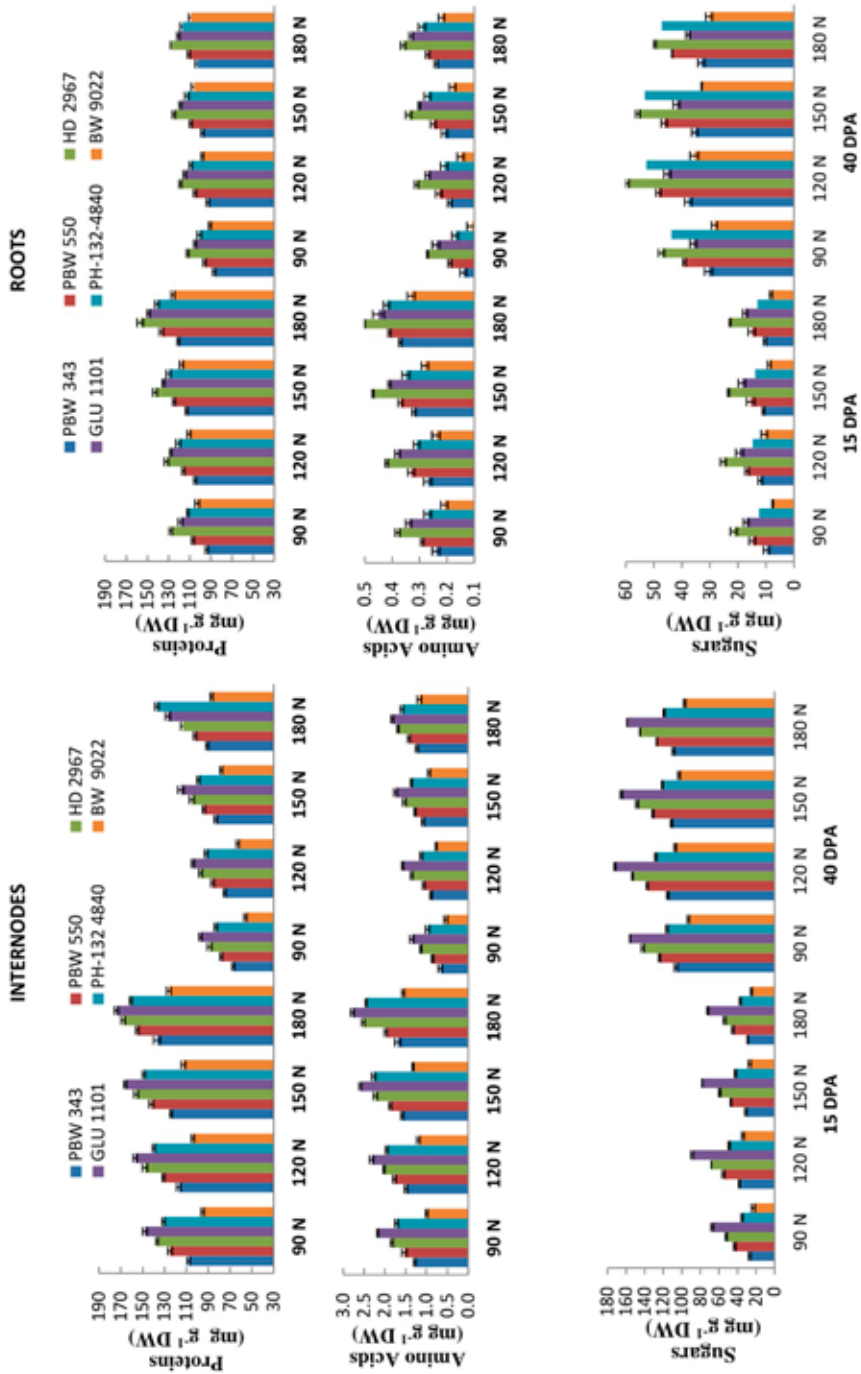 INTERNODES
PBW 343 PBW 550 HD 2967
GLU 1101 PH-132 4840 BW 9022
190
170
150
130
110
90
70
50
30
Proteins
(mg g-1 DW)
90 N 120 N 150 N 180 N 90 N 120 N 150 N 180 N
3.0
2.5
2.0
1.5
1.0
0.5
0.0
Amino Acids
(mg g-1 DW)
90 N 120 N 150 N 180 N 90 N 120 N 150 N 180 N
180
160
140
120
100
80
60
40
20
0
Sugars
(mg g-1 DW)
90 N 120 N 150 N 180 N 90 N 120 N 150 N 180 N
15 DPA 40 DPA
ROOTS
PBW 343 PBW 550 HD 2967
GLU 1101 PH-132-4840 BW 9022
190
170
150
130
110
90
70
50
30
Proteins
(mg g-1 DW)
90 N 120 N 150 N 180 N 90 N 120 N 150 N 180 N
0.5
0.4
0.3
0.2
0.1
Amino Acids
(mg g-1 DW)
90 N 120 N 150 N 180 N 90 N 120 N 150 N 180 N
60
50
40
30
20
10
0
Sugars
(mg g-1 DW)
90 N 120 N 150 N 180 N 90 N 120 N 150 N 180 N
15 DPA 40 DPA